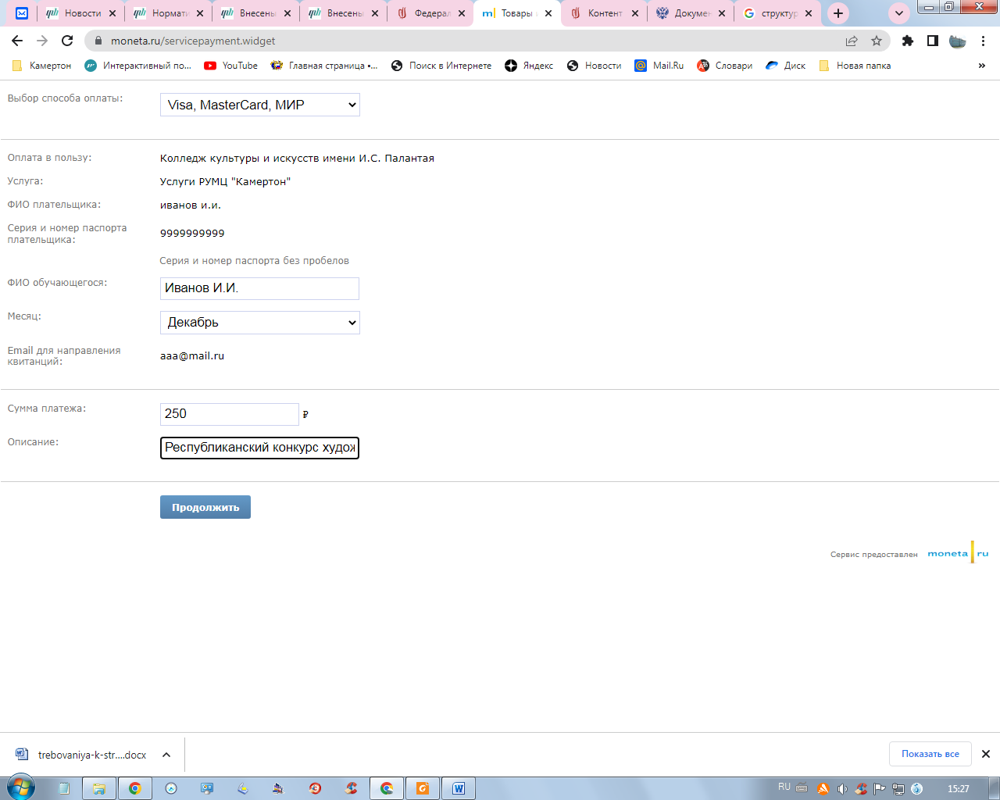 Новости
Нормати
Внесены
Внесены
Федерал
Товары
Контент
Докумен
структур
moneta.ru/servicepayment.widget
Камертон
Интерактивный по...
YouTube
Главная страница •...
Поиск в Интернете
Яндекс
Новости
Mail.Ru
Словари
Диск
Новая папка
»
Выбор способа оплаты:
Visa, MasterCard, МИР
Оплата в пользу:
Колледж культуры и искусств имени И.С. Палантая
Услуга:
Услуги РУМЦ "Камертон"
ФИО плательщика:
иванов и.и.
Серия и номер паспорта
плательщика:
9999999999
Серия и номер паспорта без пробелов
ФИО обучающегося:
Иванов И.И.
Месяц:
Декабрь
Email для направления
квитанций:
aaa@mail.ru
Сумма платежа:
250 ₽
Описание:
Республиканский конкурс худож
Продолжить
Сервис предоставлен
moneta ru
trebovaniya-k-str....docx
Показать все
RU
15:27